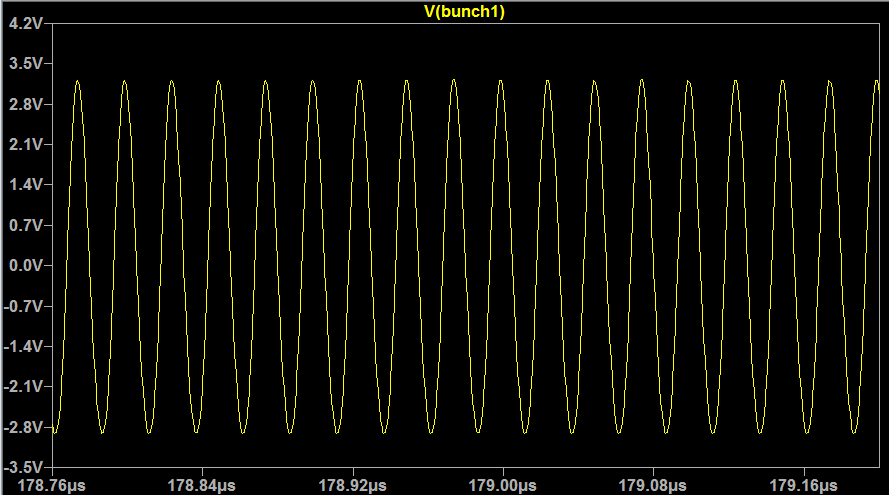 V(bunch1)
4.2V
3.5V
2.8V
2.1V
1.4V
0.7V
0.0V
-0.7V
-1.4V
-2.1V
-2.8V
-3.5V
178.76µs 178.84µs 178.92µs 179.00µs 179.08µs 179.16µs